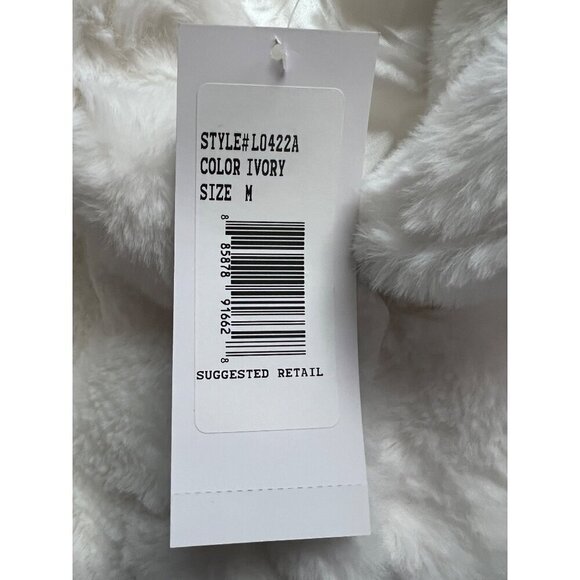 STYLE#L0422A
COLOR IVORY
SIZE M
8 85878 91662 8
SUGGESTED RETAIL